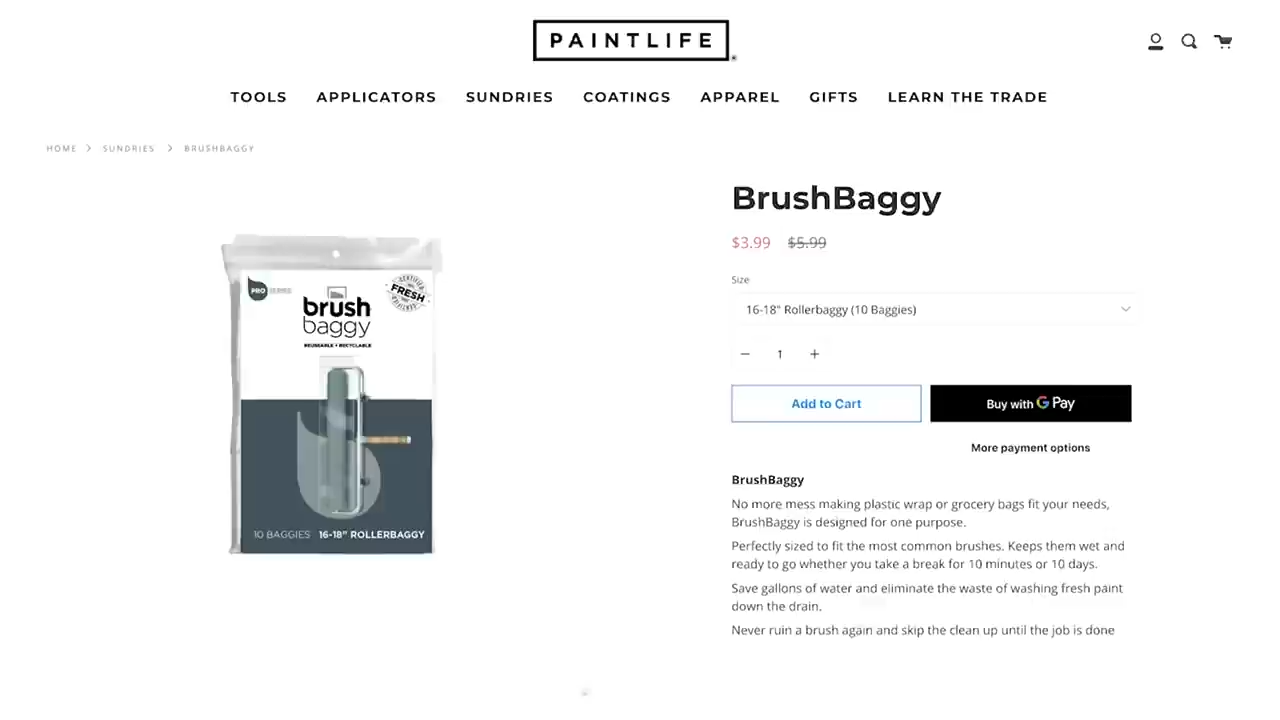 PAINTLIFE
TOOLS APPLICATORS SUNDRIES COATINGS APPAREL GIFTS LEARN THE TRADE
HOME > SUNDRIES > BRUSHBAGGY
BrushBaggy
$3.99 $5.99
Size
16-18" Rollerbaggy (10 Baggies)
− 1 +
Add to Cart
Buy with G Pay
More payment options
BrushBaggy
No more mess making plastic wrap or grocery bags fit your needs,
BrushBaggy is designed for one purpose.
Perfectly sized to fit the most common brushes. Keeps them wet and
ready to go whether you take a break for 10 minutes or 10 days.
Save gallons of water and eliminate the waste of washing fresh paint
down the drain.
Never ruin a brush again and skip the clean up until the job is done
PRO SERIES
CERTIFIED
FRESH
brush
baggy
REUSABLE • RECYCLABLE
10 BAGGIES 16-18" ROLLERBAGGY